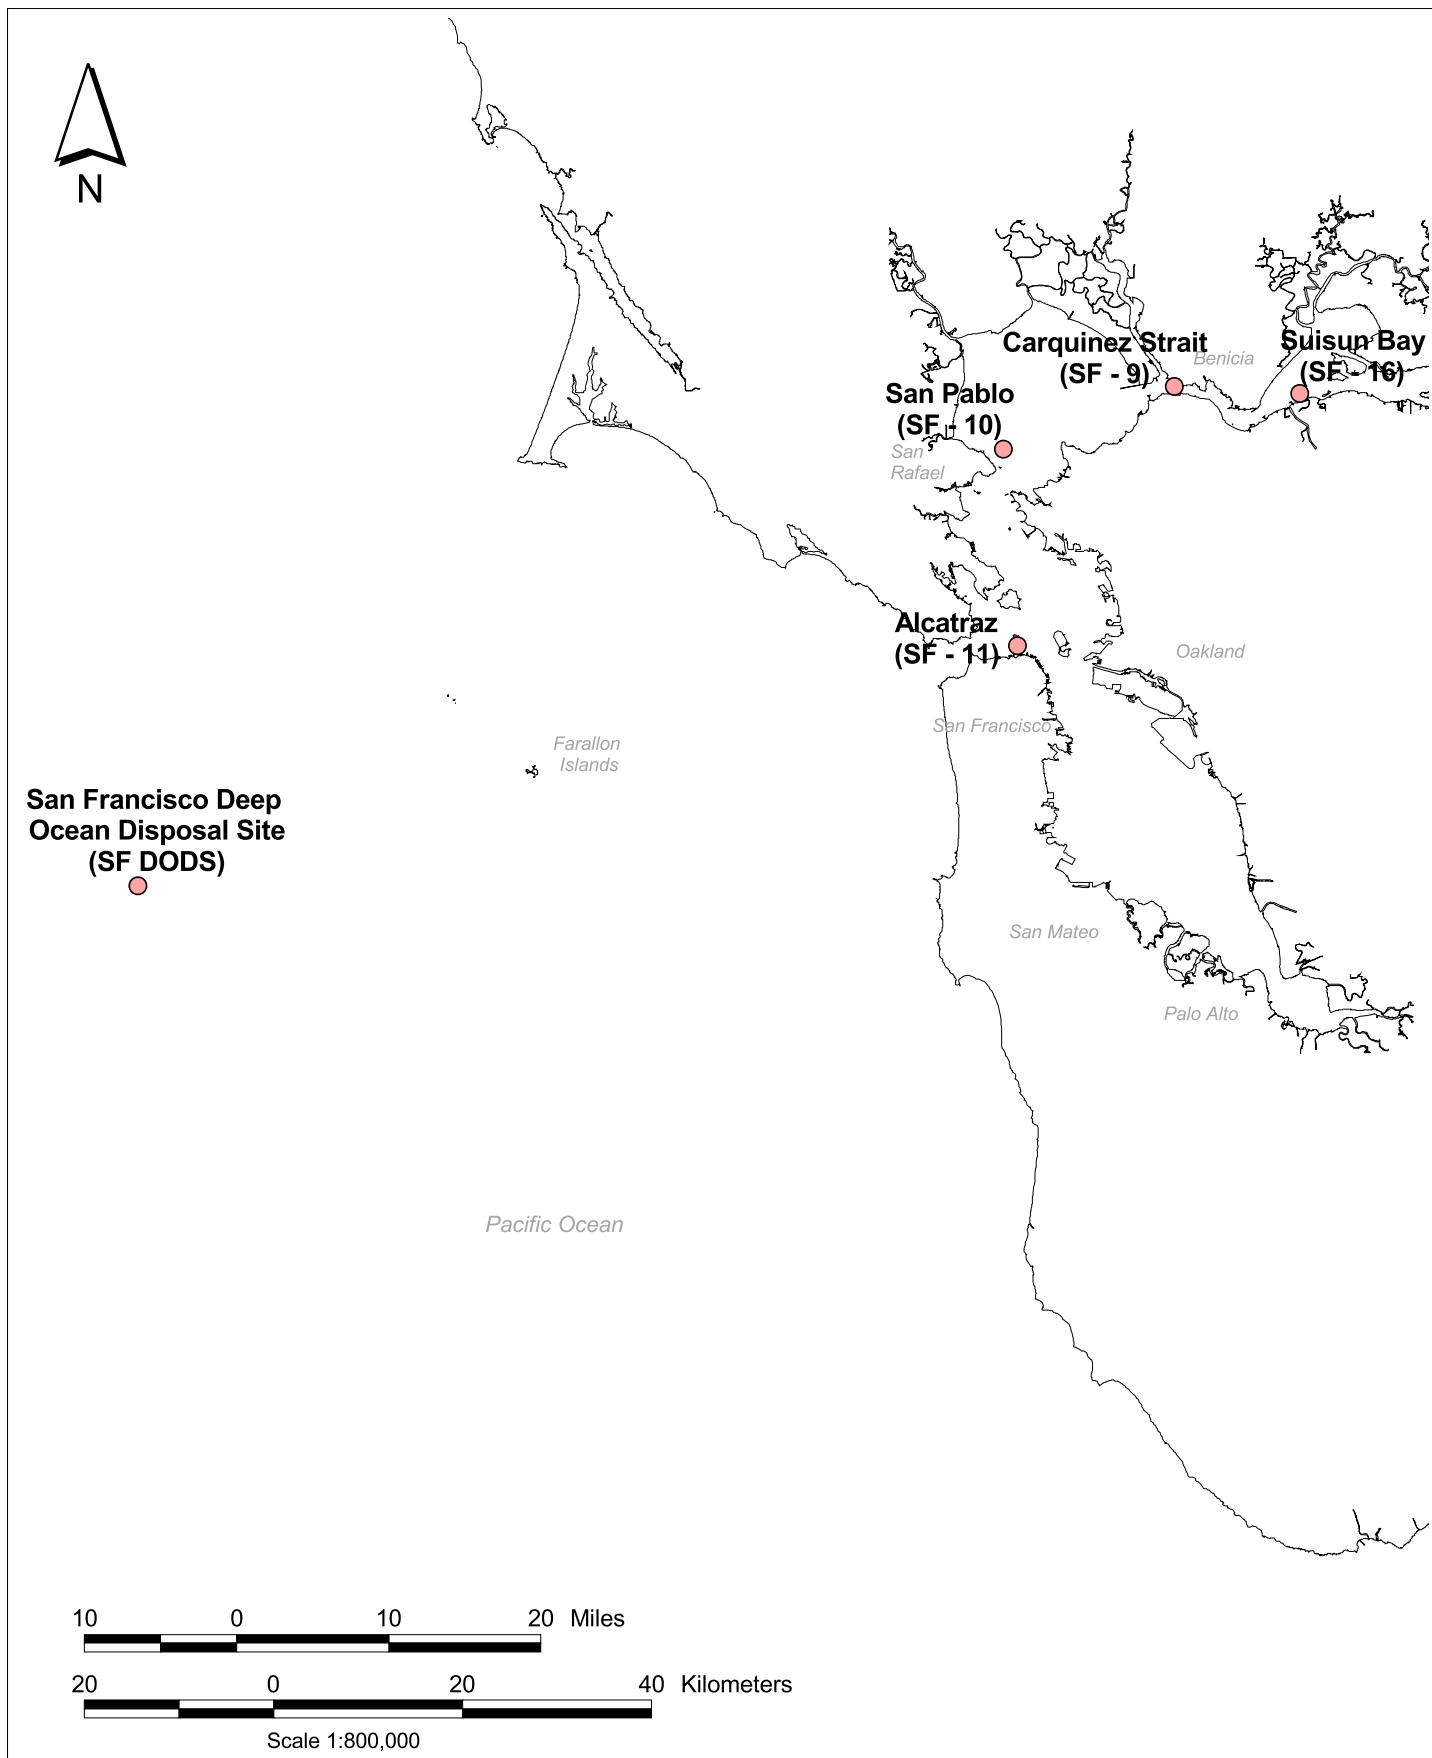 N
Carquinez Strait
(SF - 9)
Benicia
Suisun Bay
(SF - 16)
San Pablo
(SF - 10)
San
Rafael
Alcatraz
(SF - 11)
Oakland
San Francisco
Farallon
Islands
San Francisco Deep
Ocean Disposal Site
(SF DODS)
San Mateo
Palo Alto
Pacific Ocean
10 0 10 20 Miles
20 0 20 40 Kilometers
Scale 1:800,000